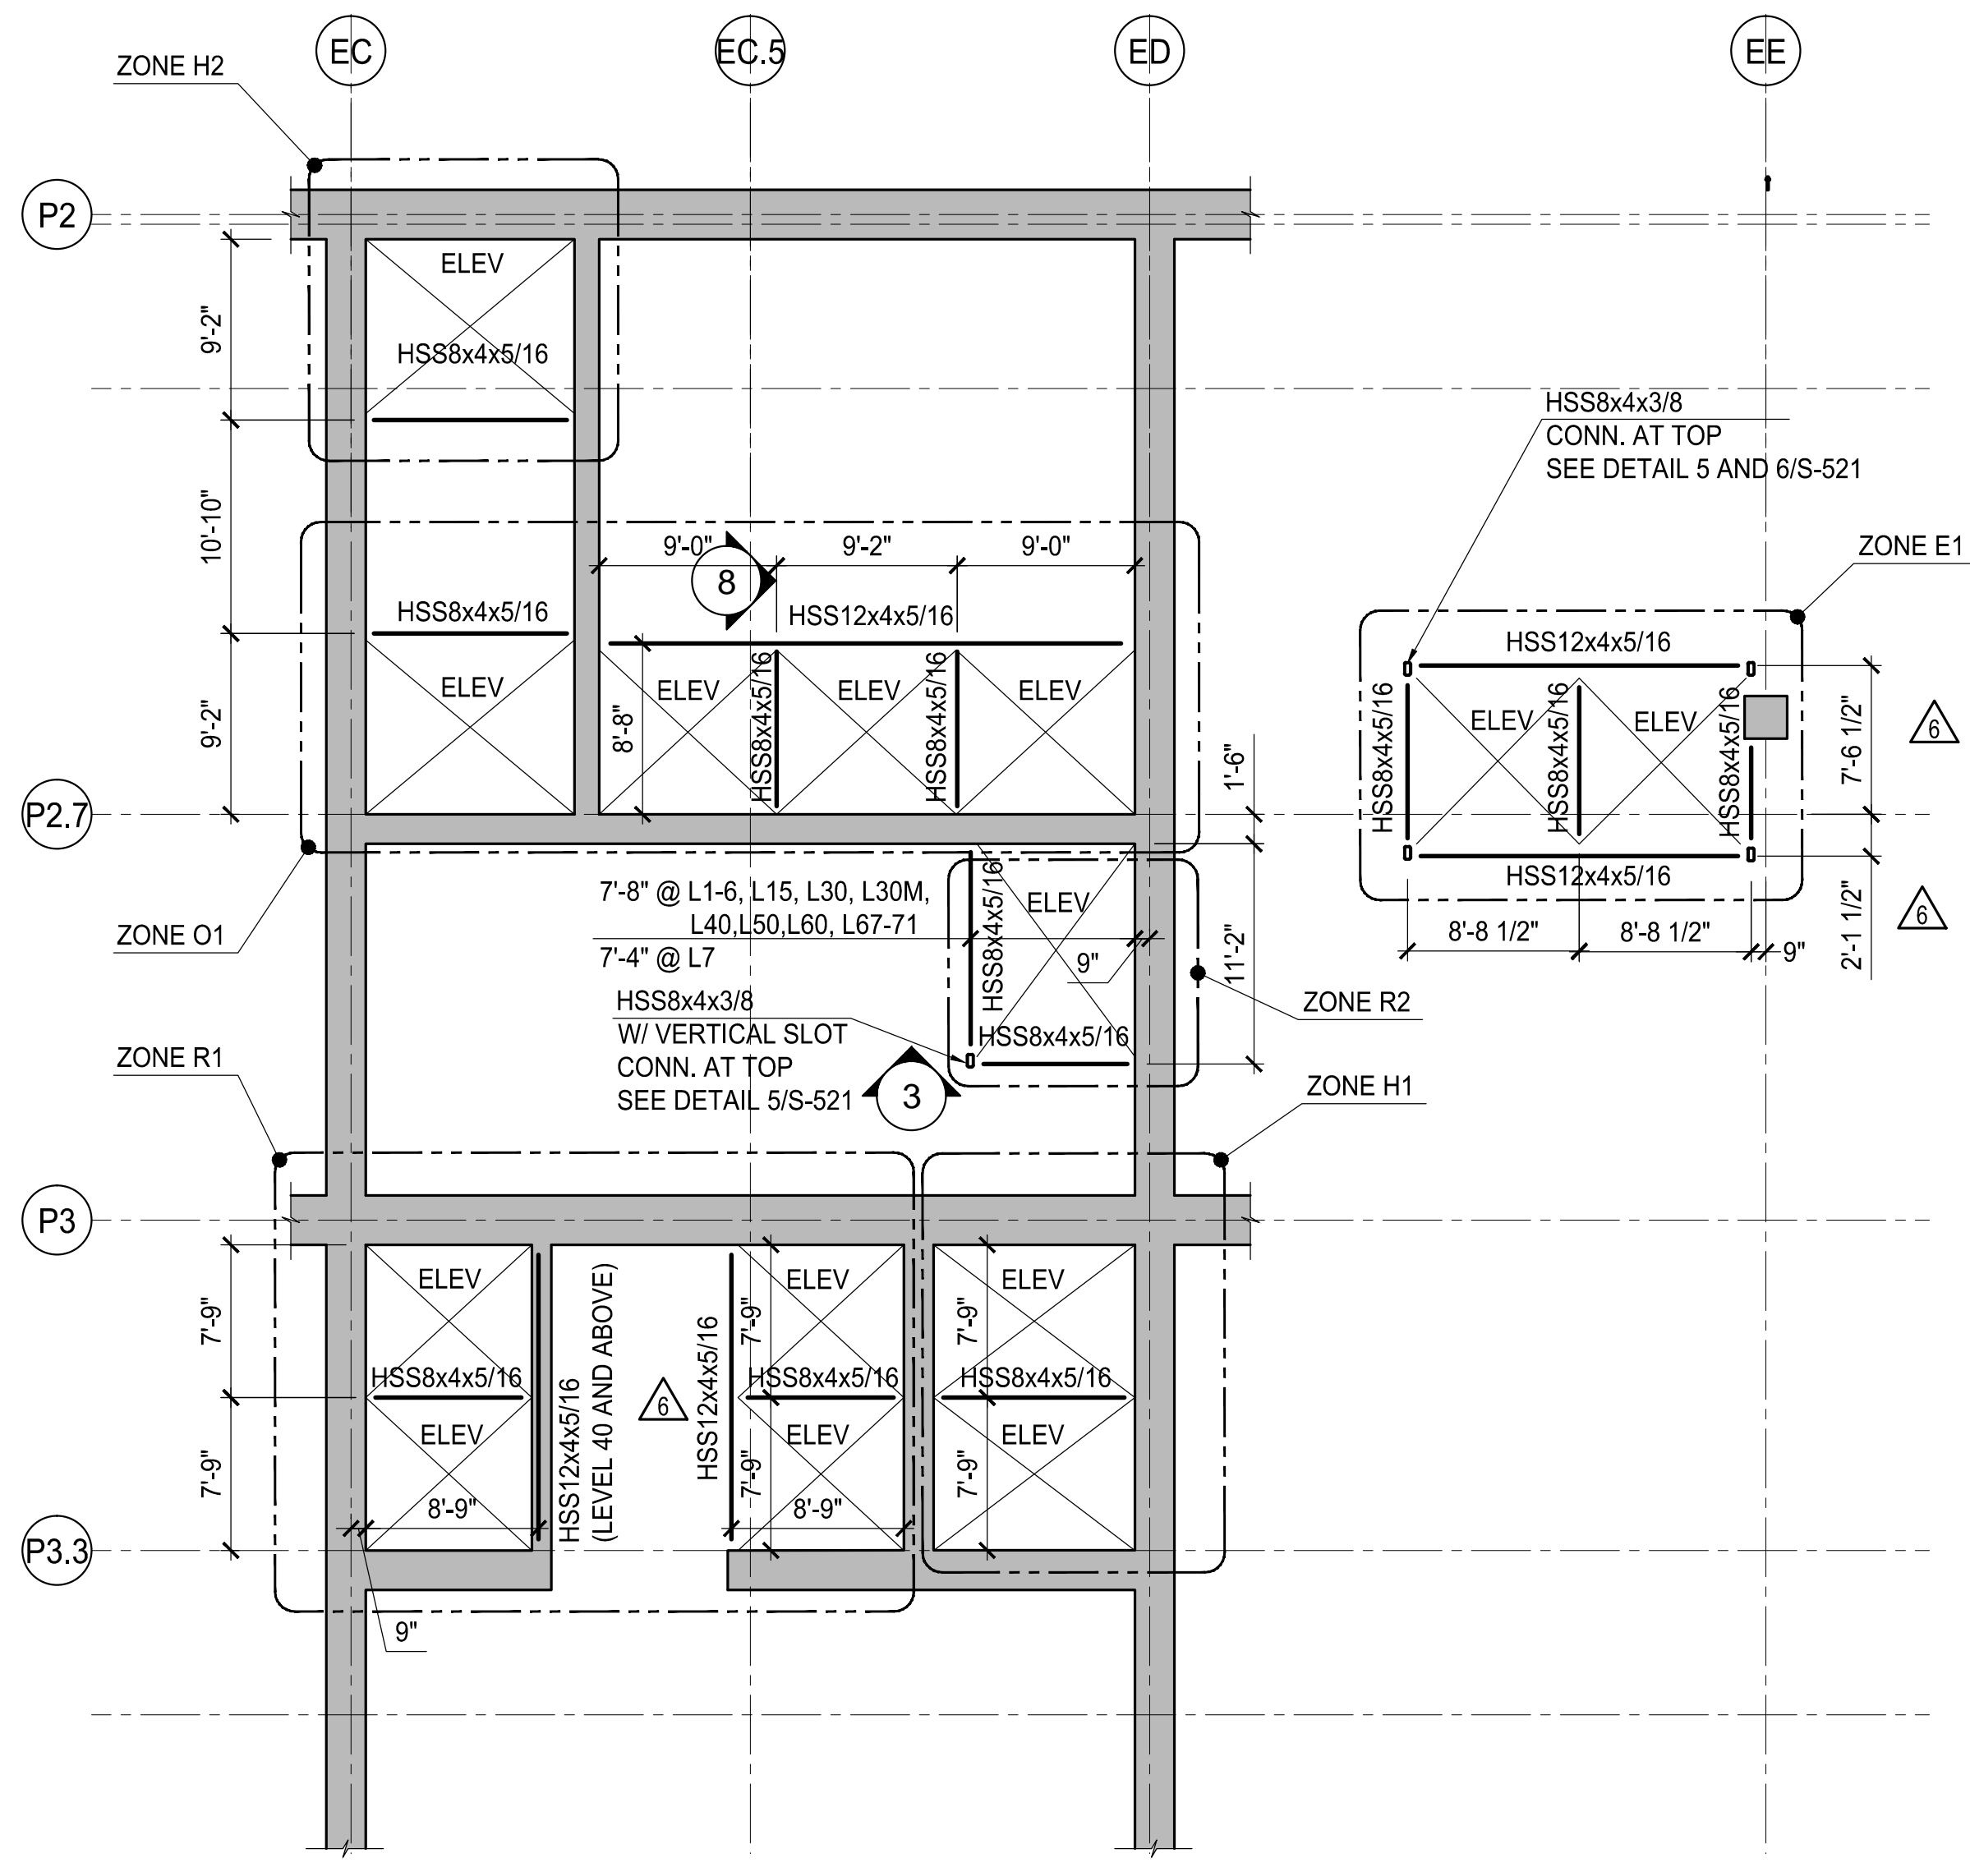 EC
EC.5
ED
EE
ZONE H2
P2
ELEV
9'-2"
HSS8x4x5/16
HSS8x4x3/8
CONN. AT TOP
SEE DETAIL 5 AND 6/S-521
10'-10"
9'-0"
9'-2"
9'-0"
ZONE E1
8
HSS8x4x5/16
HSS12x4x5/16
HSS12x4x5/16
ELEV
ELEV
ELEV
ELEV
HSS8x4x5/16
HSS8x4x5/16
8'-8"
9'-2"
HSS8x4x5/16
ELEV
HSS8x4x5/16
ELEV
HSS8x4x5/16
7'-6 1/2"
6
1'-6"
P2.7
HSS12x4x5/16
7'-8" @ L1-6, L15, L30, L30M,
L40,L50,L60, L67-71
7'-4" @ L7
HSS8x4x5/16
ELEV
9"
11'-2"
8'-8 1/2"
8'-8 1/2"
9"
2'-1 1/2"
6
ZONE O1
HSS8x4x3/8
W/ VERTICAL SLOT
CONN. AT TOP
SEE DETAIL 5/S-521
HSS8x4x5/16
ZONE R2
3
ZONE R1
ZONE H1
P3
ELEV
ELEV
ELEV
7'-9"
7'-9"
7'-9"
HSS8x4x5/16
HSS12x4x5/16
(LEVEL 40 AND ABOVE)
6
HSS12x4x5/16
HSS8x4x5/16
HSS8x4x5/16
ELEV
ELEV
ELEV
7'-9"
7'-9"
7'-9"
8'-9"
8'-9"
P3.3
9"